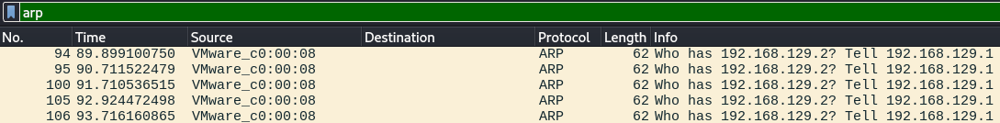 arp
No. Time Source Destination Protocol Length Info
94 89.899100750 VMware_c0:00:08 ARP 62 Who has 192.168.129.2? Tell 192.168.129.1
95 90.711522479 VMware_c0:00:08 ARP 62 Who has 192.168.129.2? Tell 192.168.129.1
100 91.710536515 VMware_c0:00:08 ARP 62 Who has 192.168.129.2? Tell 192.168.129.1
105 92.924472498 VMware_c0:00:08 ARP 62 Who has 192.168.129.2? Tell 192.168.129.1
106 93.716160865 VMware_c0:00:08 ARP 62 Who has 192.168.129.2? Tell 192.168.129.1